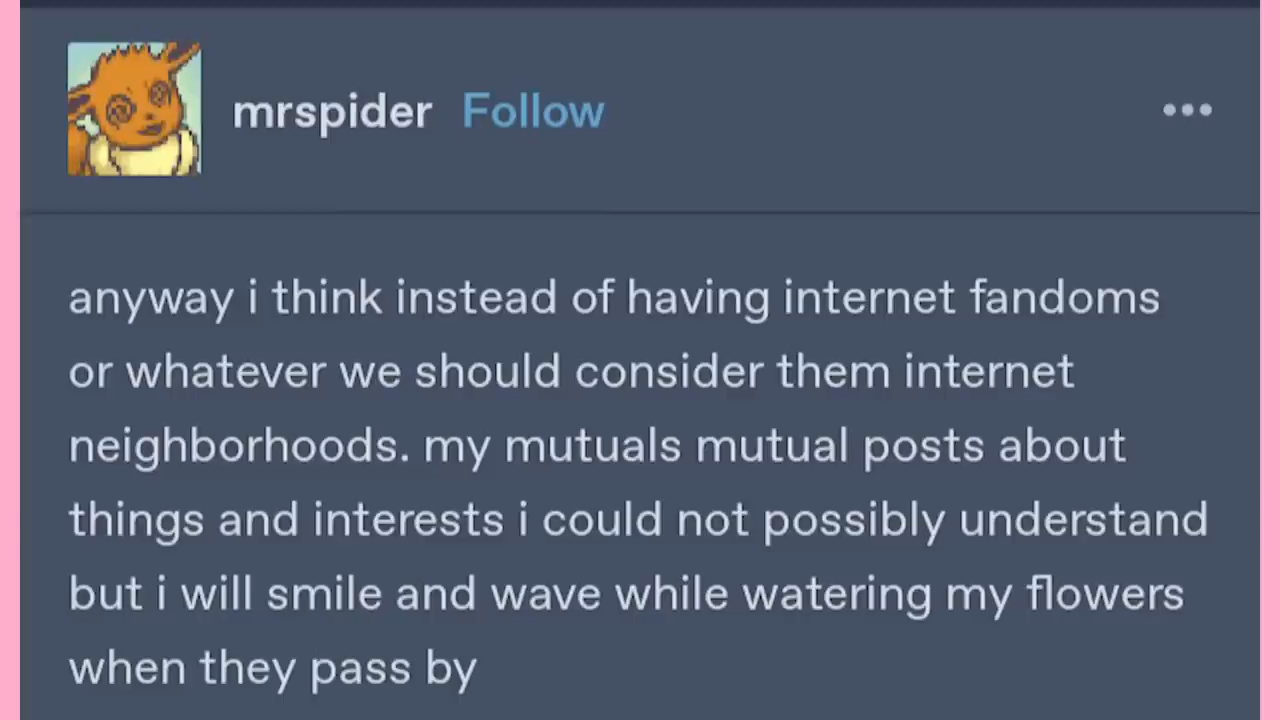 mrspider Follow
anyway i think instead of having internet fandoms
or whatever we should consider them internet
neighborhoods. my mutuals mutual posts about
things and interests i could not possibly understand
but i will smile and wave while watering my flowers
when they pass by